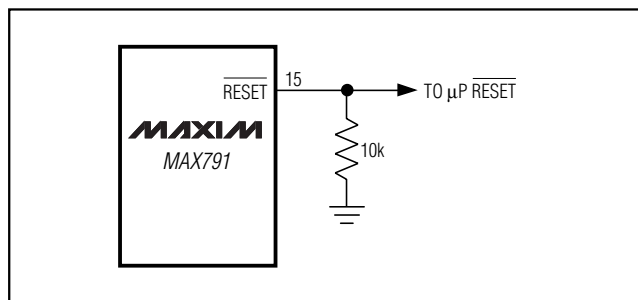 RESET 15
TO μP RESET
MAXIM
MAX791
10k